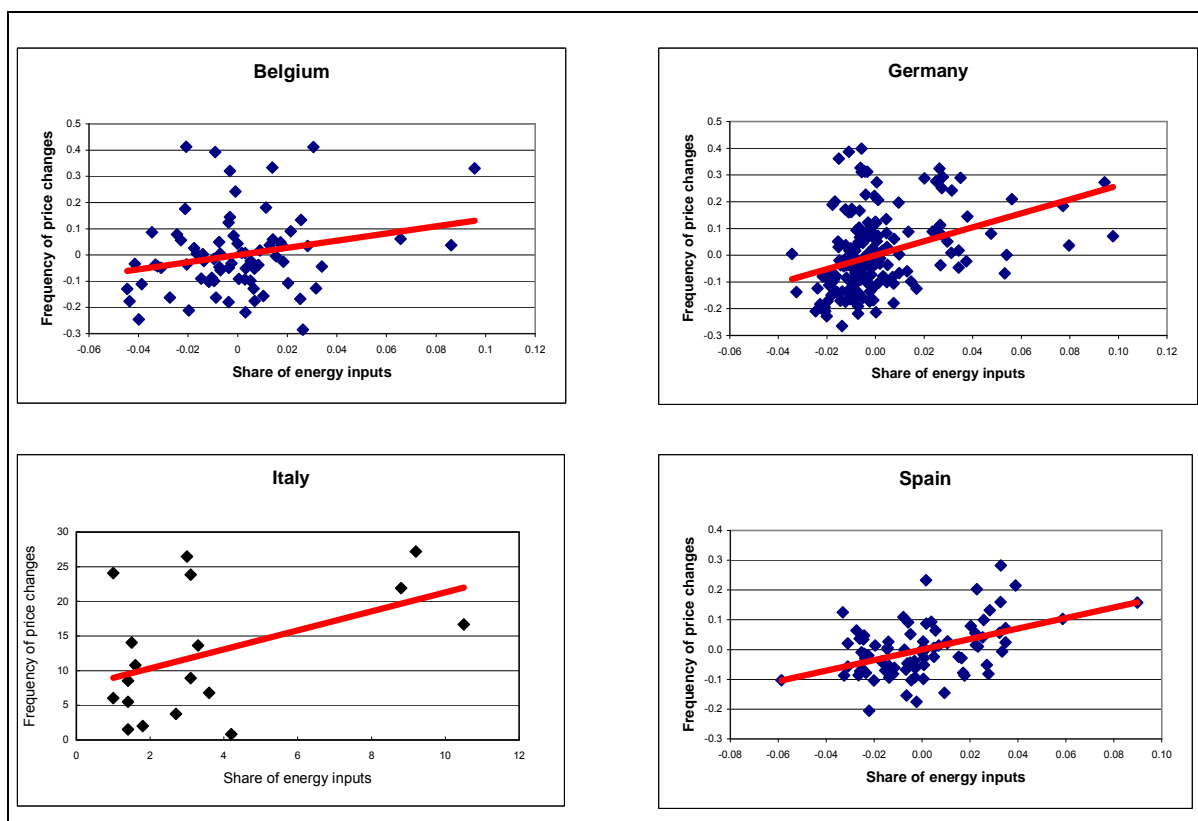 Belgium
Frequency of price changes
0.5
0.4
0.3
0.2
0.1
0
-0.1
-0.2
-0.3
-0.06 -0.04 -0.02 0 0.02 0.04 0.06 0.08 0.1 0.12
Share of energy inputs
Germany
Frequency of price changes
0.5
0.4
0.3
0.2
0.1
0.0
-0.1
-0.2
-0.3
-0.06 -0.04 -0.02 0.00 0.02 0.04 0.06 0.08 0.10 0.12
Share of energy inputs
Italy
Frequency of price changes
30
25
20
15
10
5
0
0 2 4 6 8 10 12
Share of energy inputs
Spain
Frequency of price changes
0.4
0.3
0.2
0.1
0.0
-0.1
-0.2
-0.3
-0.08 -0.06 -0.04 -0.02 0.00 0.02 0.04 0.06 0.08 0.10
Share of energy inputs